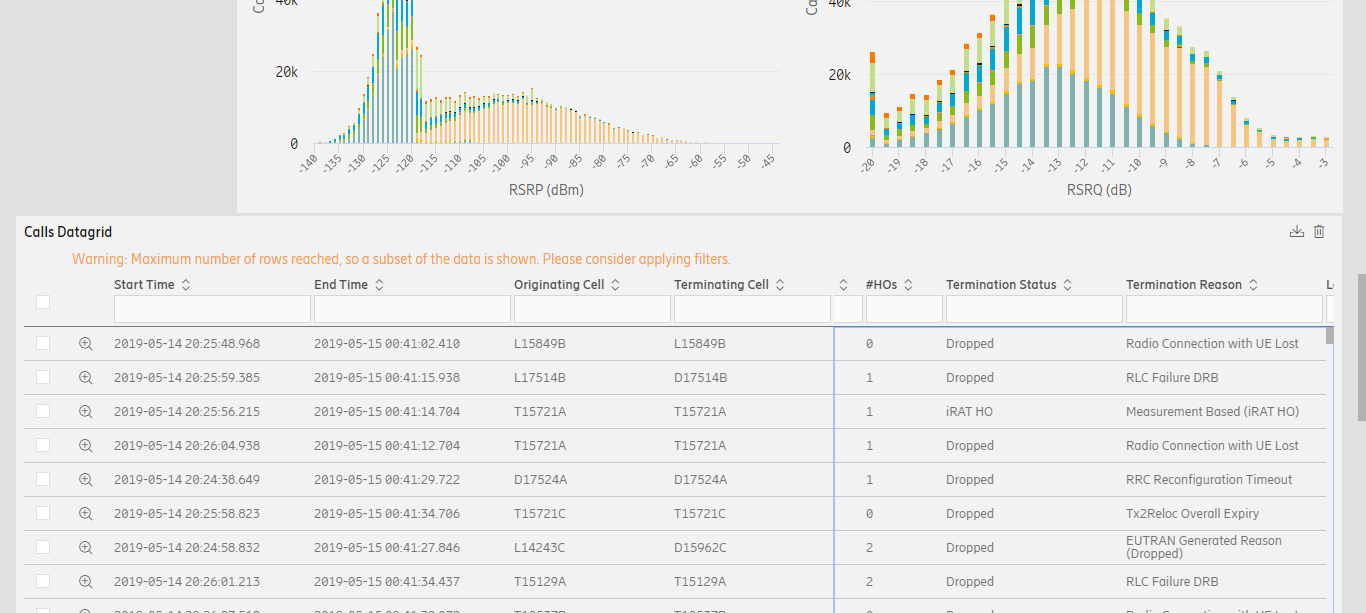 40k
20k
0
-140 -135 -130 -125 -120 -115 -110 -105 -100 -95 -90 -85 -80 -75 -70 -65 -60 -55 -50 -45
RSRP (dBm)
40k
20k
0
-20 -19 -18 -17 -16 -15 -14 -13 -12 -11 -10 -9 -8 -7 -6 -5 -4 -3
RSRQ (dB)
Calls Datagrid
Warning: Maximum number of rows reached, so a subset of the data is shown. Please consider applying filters.
Start Time End Time Originating Cell Terminating Cell #HOs Termination Status Termination Reason
2019-05-14 20:25:48.968 2019-05-15 00:41:02.410 L15849B L15849B 0 Dropped Radio Connection with UE Lost
2019-05-14 20:25:59.385 2019-05-15 00:41:15.938 L17514B D17514B 1 Dropped RLC Failure DRB
2019-05-14 20:25:56.215 2019-05-15 00:41:14.704 T15721A T15721A 1 iRAT HO Measurement Based (iRAT HO)
2019-05-14 20:26:04.938 2019-05-15 00:41:12.704 T15721A T15721A 1 Dropped Radio Connection with UE Lost
2019-05-14 20:24:38.649 2019-05-15 00:41:29.722 D17524A D17524A 1 Dropped RRC Reconfiguration Timeout
2019-05-14 20:25:58.823 2019-05-15 00:41:34.706 T15721C T15721C 0 Dropped Tx2Reloc Overall Expiry
2019-05-14 20:24:58.832 2019-05-15 00:41:27.846 L14243C D15962C 2 Dropped EUTRAN Generated Reason
(Dropped)
2019-05-14 20:26:01.213 2019-05-15 00:41:34.437 T15129A T15129A 2 Dropped RLC Failure DRB